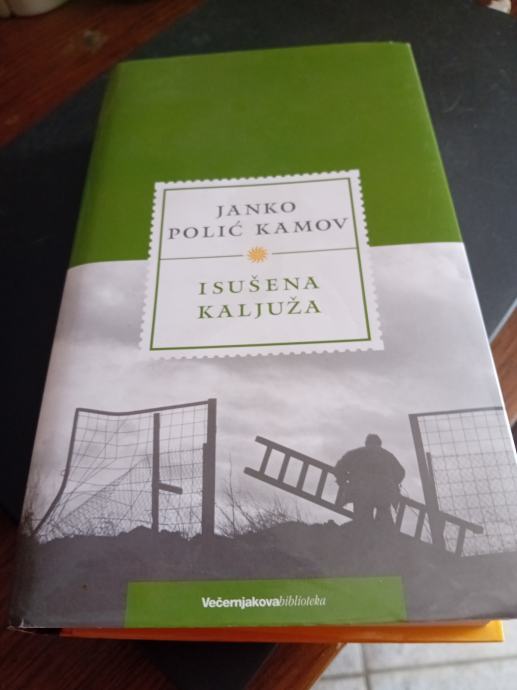 JANKO
POLIĆ KAMOV
ISUŠENA
KALJUŽA
Večernjakovabiblioteka